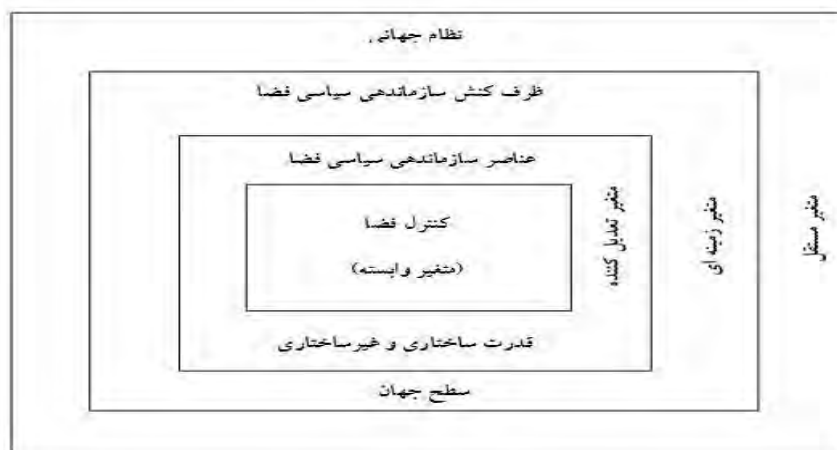 نظام جهانی
ظرف کنش سازماندهی سیاسی فضا
عناصر سازماندهی سیاسی فضا
کنترل فضا
(متغیر وابسته)
قدرت ساختاری و غیرساختاری
سطح جهان
متغیر تعدیل کننده
متغیر زمینه ای
متغیر مستقل